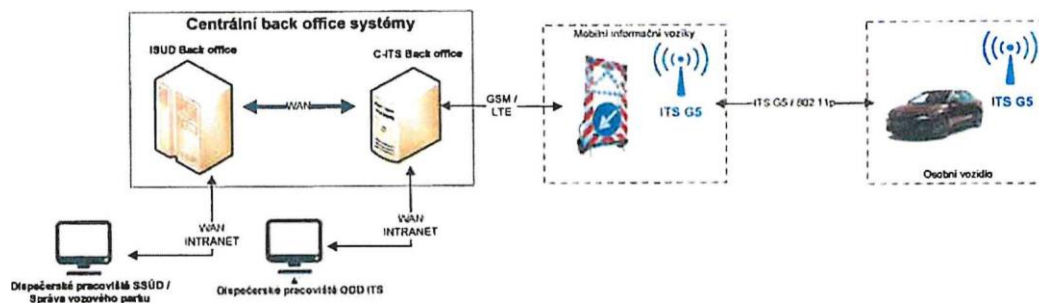 Centrální back office systémy
ISUD Back office
C-ITS Back office
WAN
GSM /
LTE
Mobilní informační vozíky
ITS G5
ITS G5 / 802 11p
ITS G5
Osobní vozidlo
WAN
INTRANET
WAN
INTRANET
Dispečerské pracoviště SSÚD /
Správa vozového parku
Dispečerské pracoviště ODD ITS